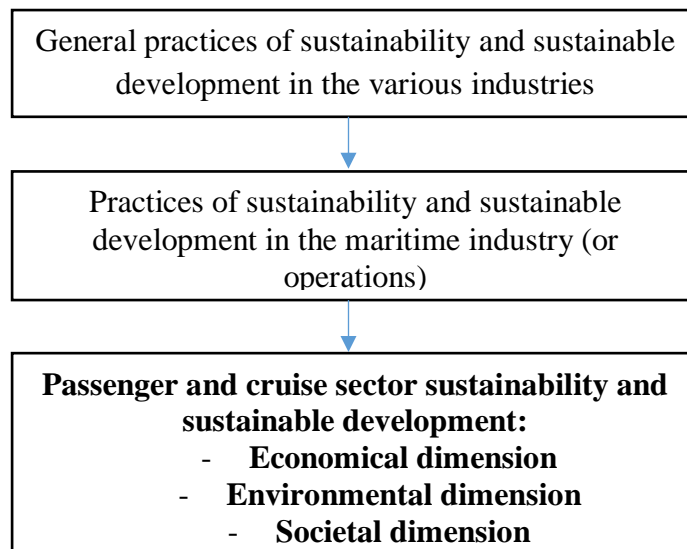 General practices of sustainability and sustainable
development in the various industries
Practices of sustainability and sustainable
development in the maritime industry (or
operations)
Passenger and cruise sector sustainability and
sustainable development:
- Economical dimension
- Environmental dimension
- Societal dimension